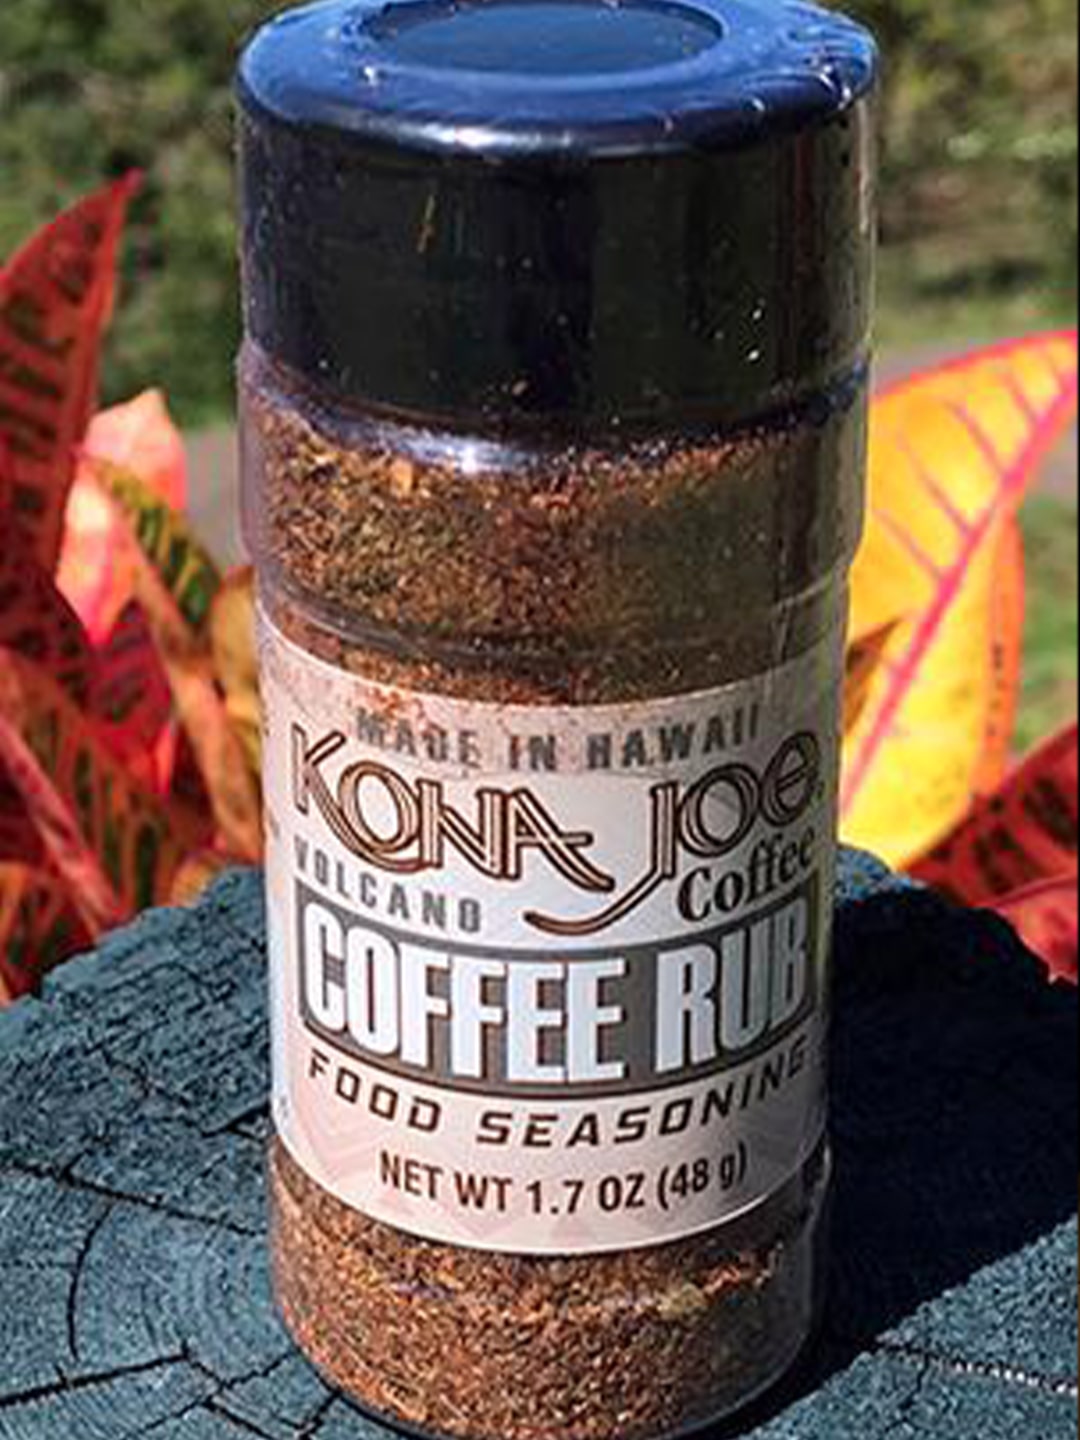 MADE IN HAWAII
KONA JOE
Coffee
VOLCANO
COFFEE RUB
FOOD SEASONING
NET WT 1.7 OZ (48 g)